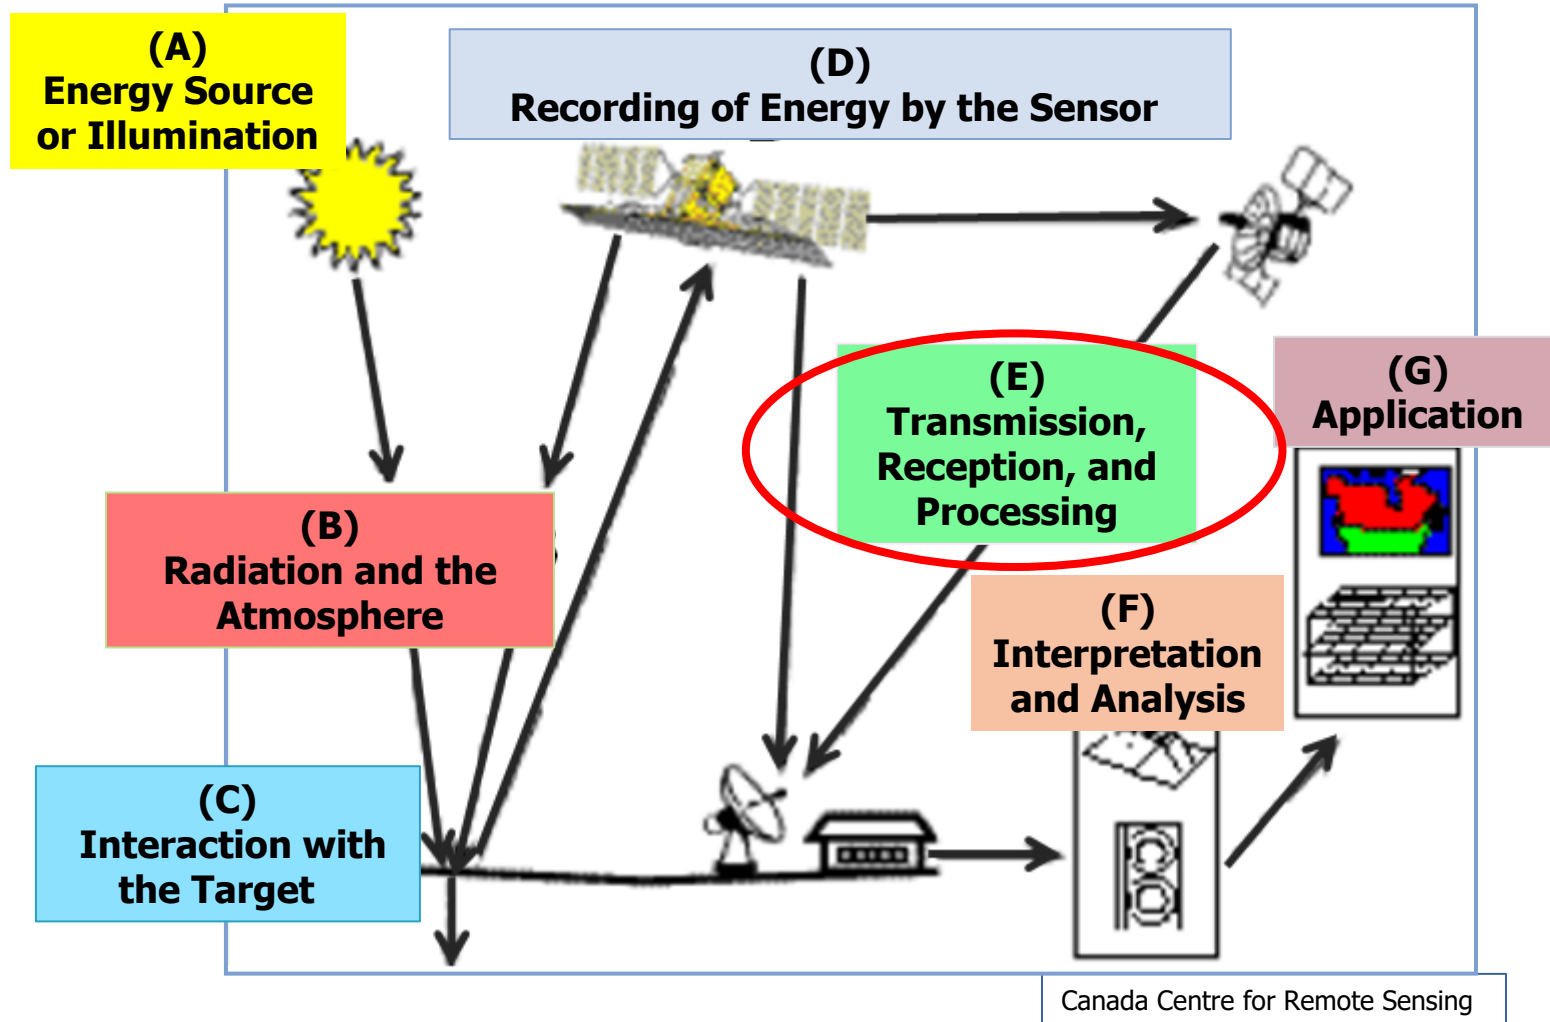 (A)
Energy Source
or Illumination
(D)
Recording of Energy by the Sensor
(E)
Transmission,
Reception, and
Processing
(G)
Application
(B)
Radiation and the
Atmosphere
(F)
Interpretation
and Analysis
(C)
Interaction with
the Target
Canada Centre for Remote Sensing